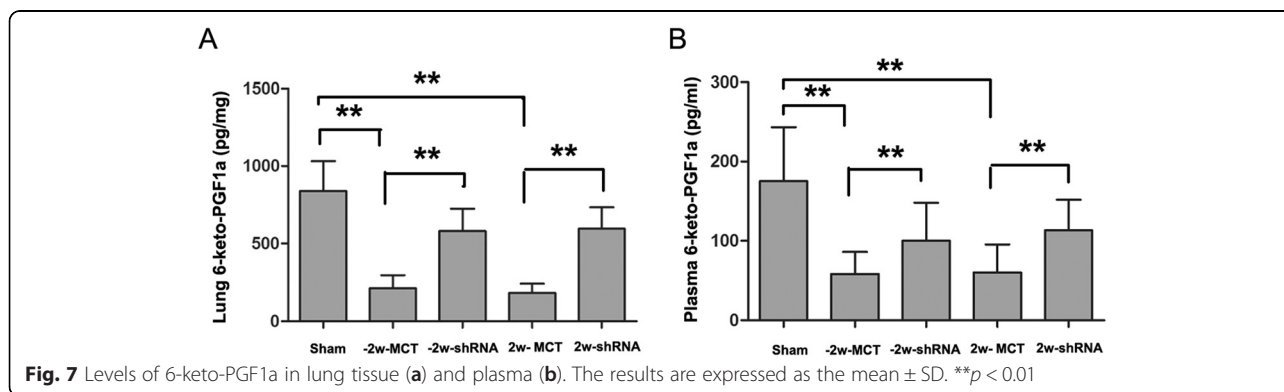 A
Lung 6-keto-PGF1a (pg/mg)
1500
1000
500
0
**
**
**
**
Sham
-2w-MCT
-2w-shRNA
2w- MCT
2w-shRNA
B
Plasma 6-keto-PGF1a (pg/ml)
300
200
100
0
**
**
**
**
Sham
-2w-MCT
-2w-shRNA
2w- MCT
2w-shRNA
Fig. 7 Levels of 6-keto-PGF1a in lung tissue (a) and plasma (b). The results are expressed as the mean ± SD. **p < 0.01